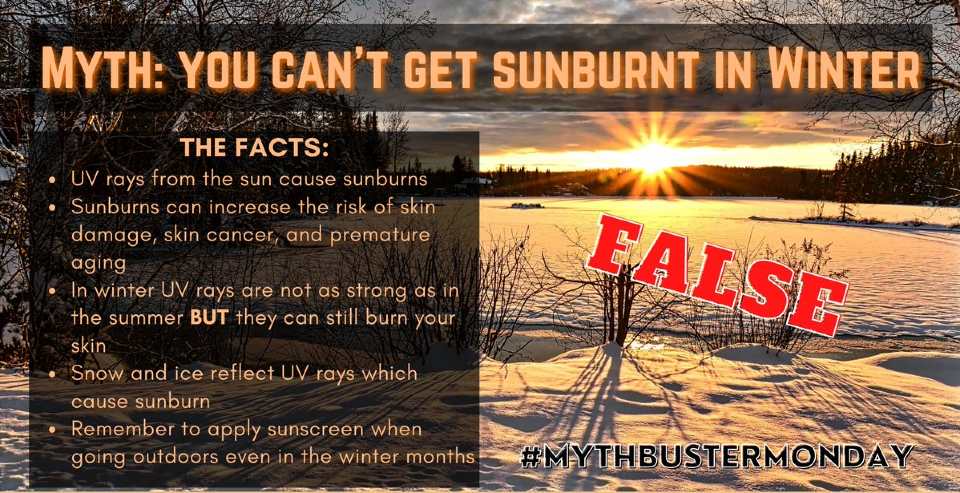 Myth: you can't get sunburnt in Winter
THE FACTS:
• UV rays from the sun cause sunburns
• Sunburns can increase the risk of skin
damage, skin cancer, and premature
aging
• In winter UV rays are not as strong as in
the summer BUT they can still burn your
skin
• Snow and ice reflect UV rays which
cause sunburn
• Remember to apply sunscreen when
going outdoors even in the winter months
FALSE
#MYTHBUSTERMONDAY